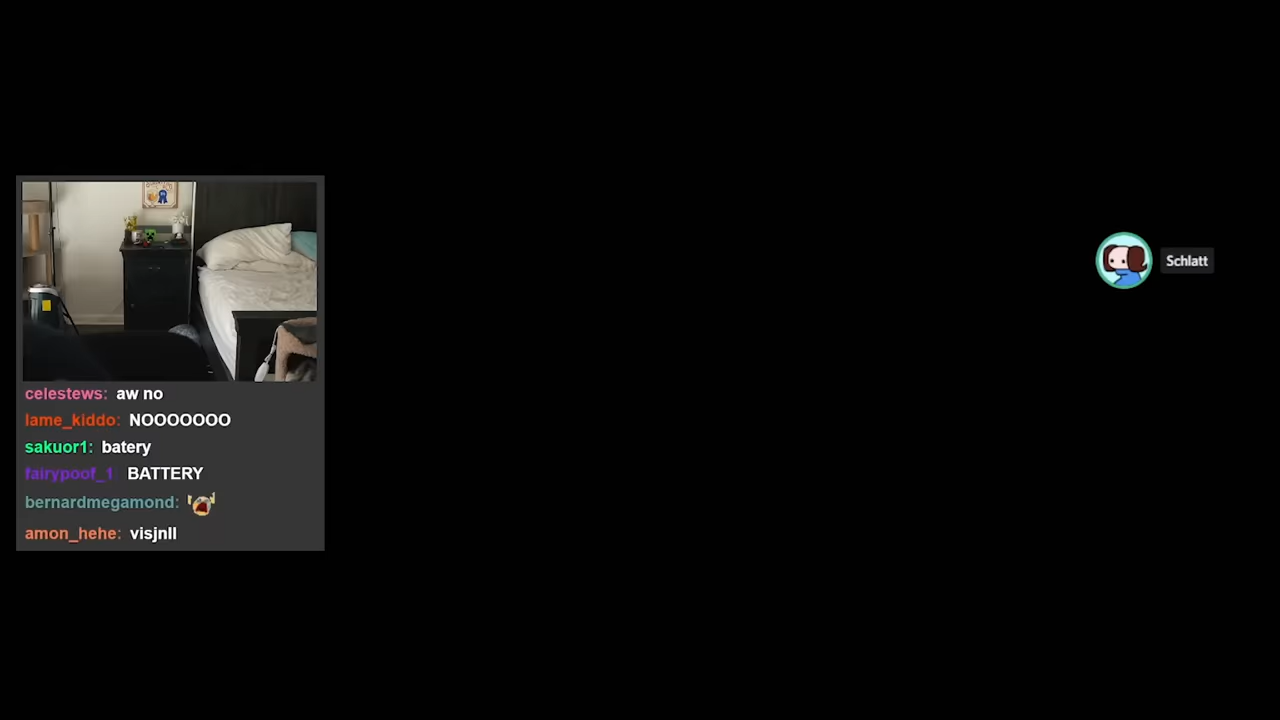 Schlatt
celestews: aw no
lame_kiddo: NOOOOOOO
sakuor1: batery
fairypoof_1: BATTERY
bernardmegamond:
amon_hehe: visjnll